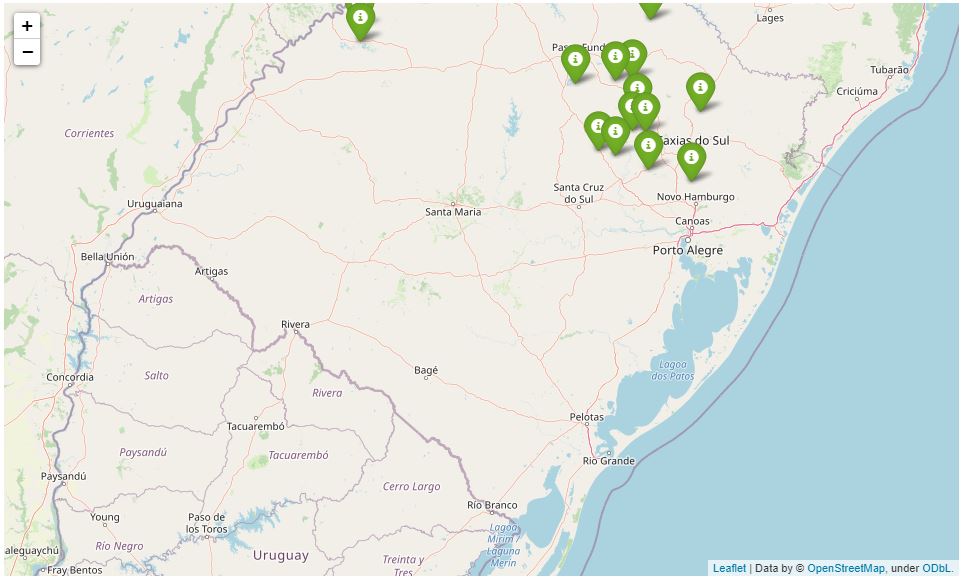 +
−
Lages
Tubarão
Criciúma
Corrientes
Caxias do Sul
Santa Cruz
do Sul
Novo Hamburgo
Uruguaiana
Santa Maria
Canoas
Porto Alegre
Bella Unión
Artigas
Artigas
Rivera
Lagoa
dos Patos
Concordia
Salto
Bagé
Rivera
Pelotas
Tacuarembó
Paysandú
Tacuarembó
Rio Grande
Paysandú
Cerro Largo
Río Branco
Young
Paso de
los Toros
Río Negro
Lagoa
Mirim /
Laguna
Merín
Uruguay
Treinta y
Tres
aleguaychú
Fray Bentos
Leaflet | Data by © OpenStreetMap, under ODbL.